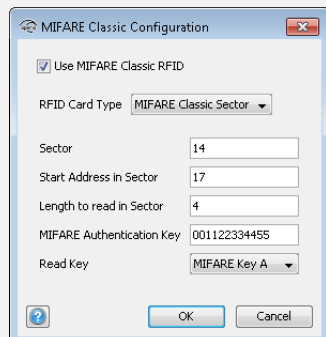 MIFARE Classic Configuration
Use MIFARE Classic RFID
RFID Card Type MIFARE Classic Sector
Sector 14
Start Address in Sector 17
Length to read in Sector 4
MIFARE Authentication Key 001122334455
Read Key MIFARE Key A
? OK Cancel